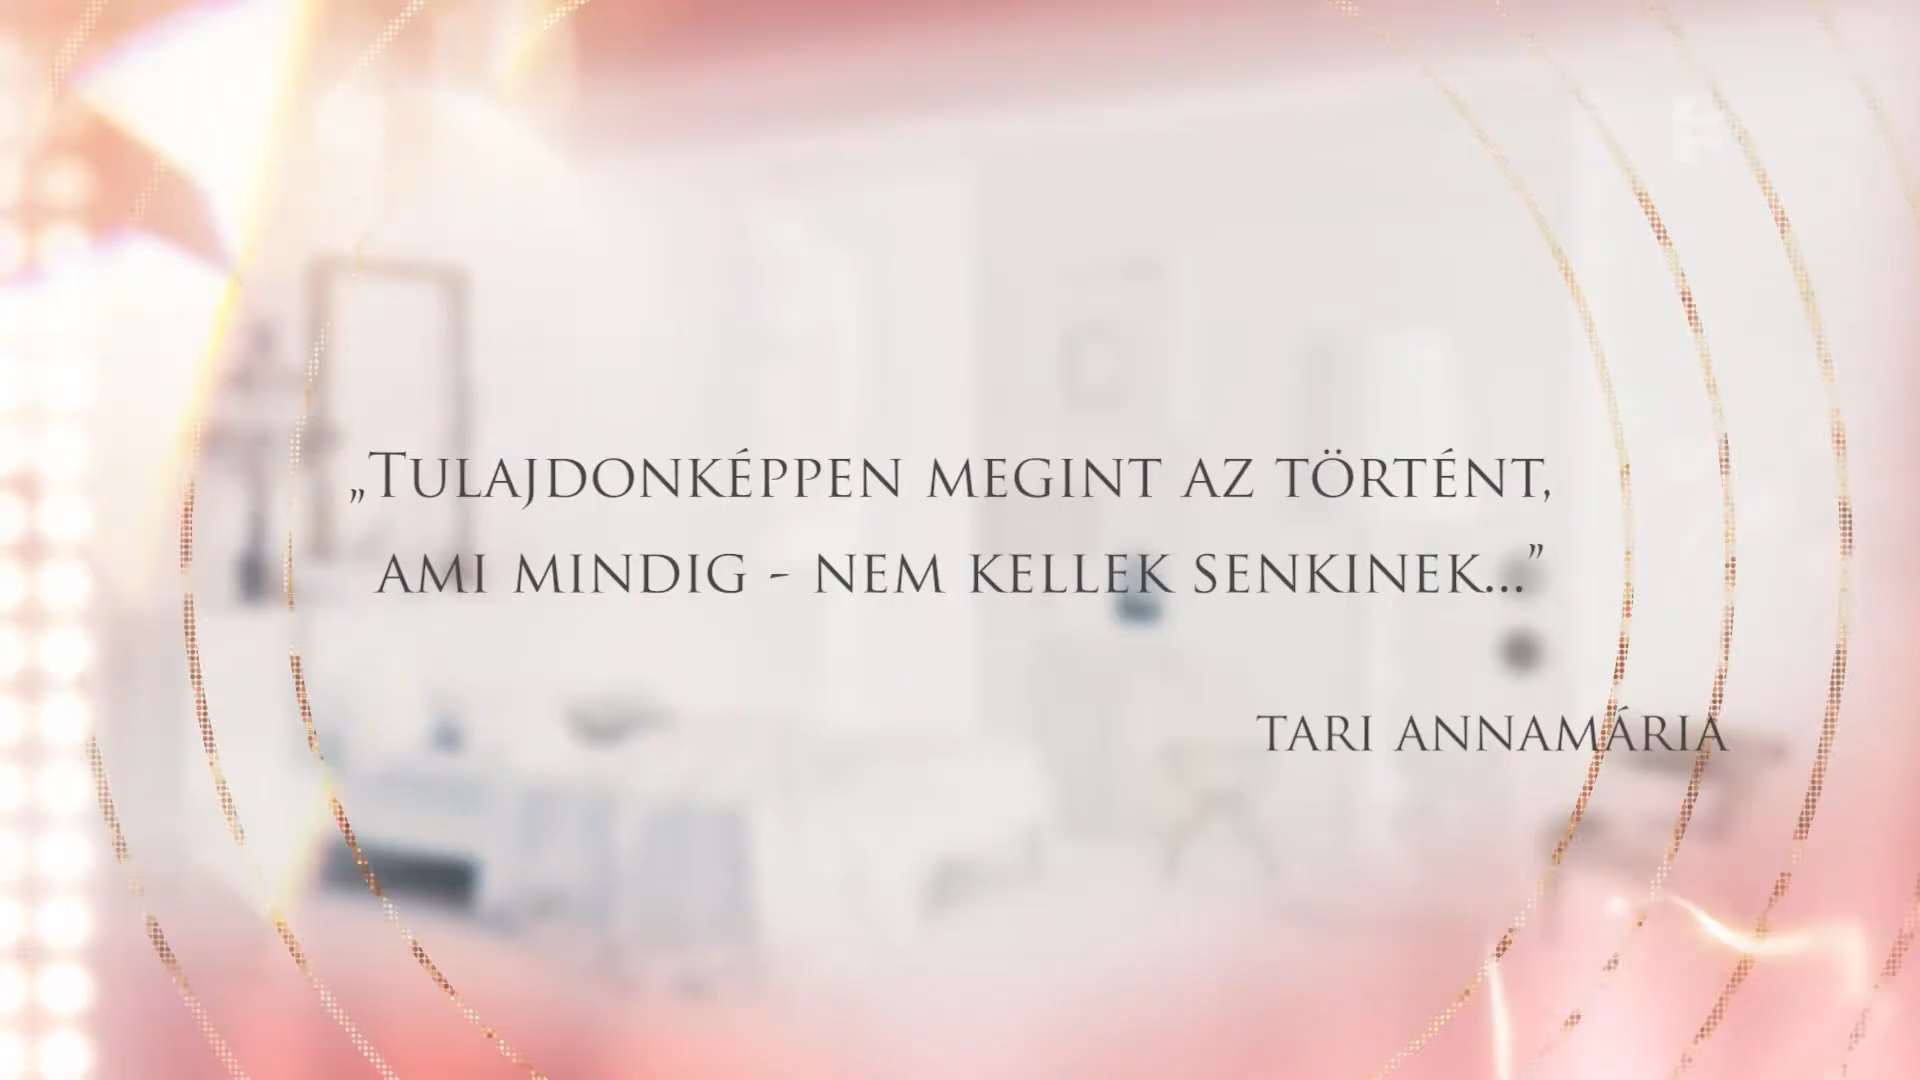 „Tulajdonképpen megint az történt,
ami mindig - nem kellek senkinek...”
TARI ANNAMÁRIA